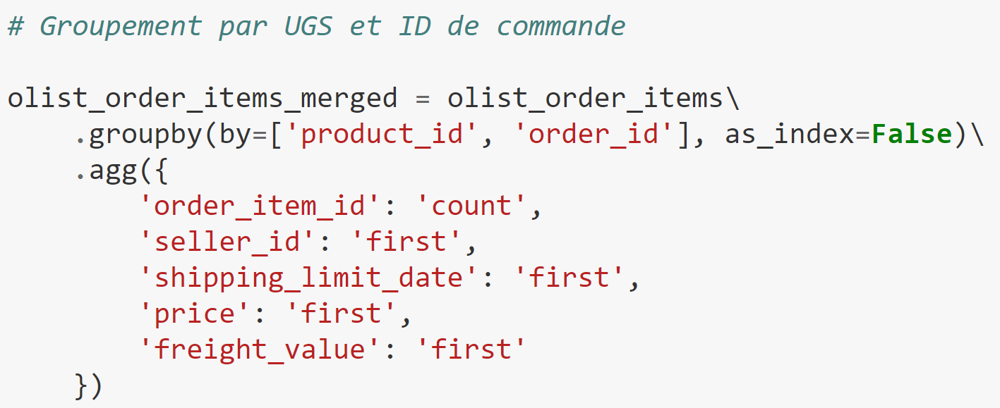 # Groupement par UGS et ID de commande
olist_order_items_merged = olist_order_items\
    .groupby(by=['product_id', 'order_id'], as_index=False)\
    .agg({
        'order_item_id': 'count',
        'seller_id': 'first',
        'shipping_limit_date': 'first',
        'price': 'first',
        'freight_value': 'first'
    })